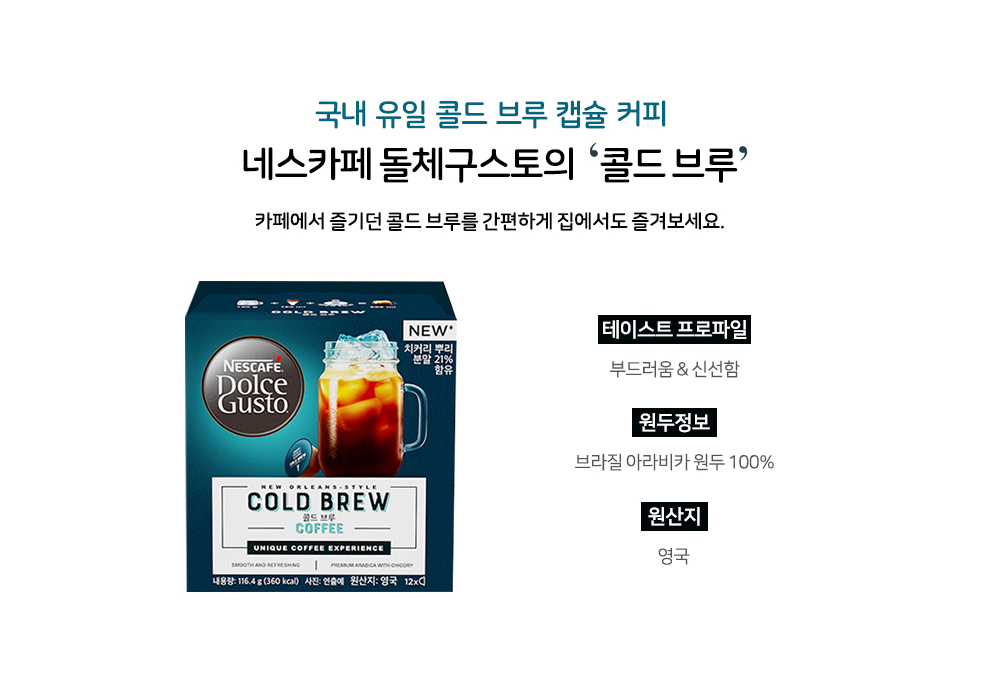 국내 유일 콜드 브루 캡슐 커피
네스카페 돌체구스토의 ‘콜드 브루’
카페에서 즐기던 콜드 브루를 간편하게 집에서도 즐겨보세요.
COLD BREW
콜드 브루
NEW*
치커리 뿌리
분말 21%
함유
NESCAFÉ.
Dolce
Gusto
NEW ORLEANS-STYLE
COLD BREW
콜드 브루
COFFEE
UNIQUE COFFEE EXPERIENCE
SMOOTH AND REFRESHING | PREMIUM ARABICA WITH CHICORY
내용량: 116.4 g (360 kcal) 사진: 연출예 원산지: 영국 12x
테이스트 프로파일
부드러움 & 신선함
원두정보
브라질 아라비카 원두 100%
원산지
영국